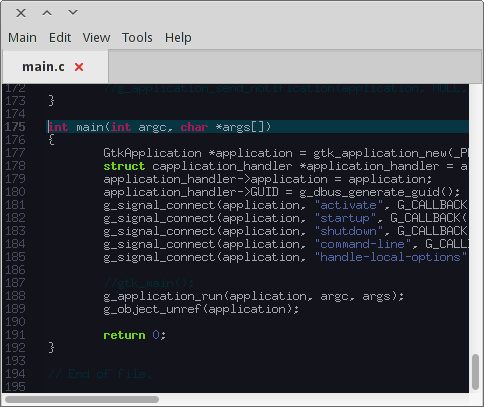 Main Edit View Tools Help
main.c
172 //g_application_send_notification(application, NULL,
173 }
174
175 int main(int argc, char *args[])
176 {
177 GtkApplication *application = gtk_application_new(_P
178 struct capplication_handler *application_handler = a
179 application_handler->application = application;
180 application_handler->GUID = g_dbus_generate_guid();
181 g_signal_connect(application, "activate", G_CALLBACK
182 g_signal_connect(application, "startup", G_CALLBACK(
183 g_signal_connect(application, "shutdown", G_CALLBACK
184 g_signal_connect(application, "command-line", G_CALL
185 g_signal_connect(application, "handle-local-options"
186
187 //gtk_main();
188 g_application_run(application, argc, args);
189 g_object_unref(application);
190
191 return 0;
192 }
193
194 // End of file.
195